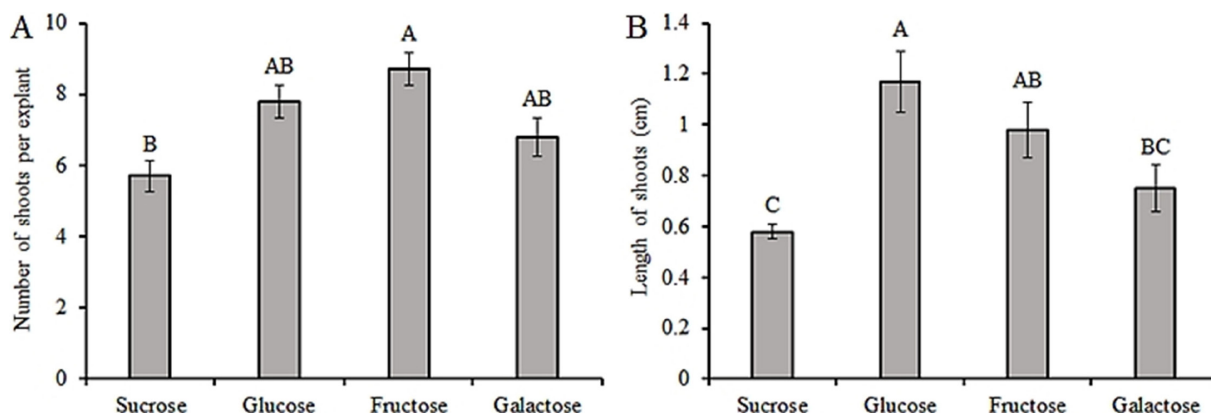 A
Number of shoots per explant
10
8
6
4
2
0
B
AB
A
AB
Sucrose Glucose Fructose Galactose
B
Length of shoots (cm)
1.4
1.2
1
0.8
0.6
0.4
0.2
0
C
A
AB
BC
Sucrose Glucose Fructose Galactose